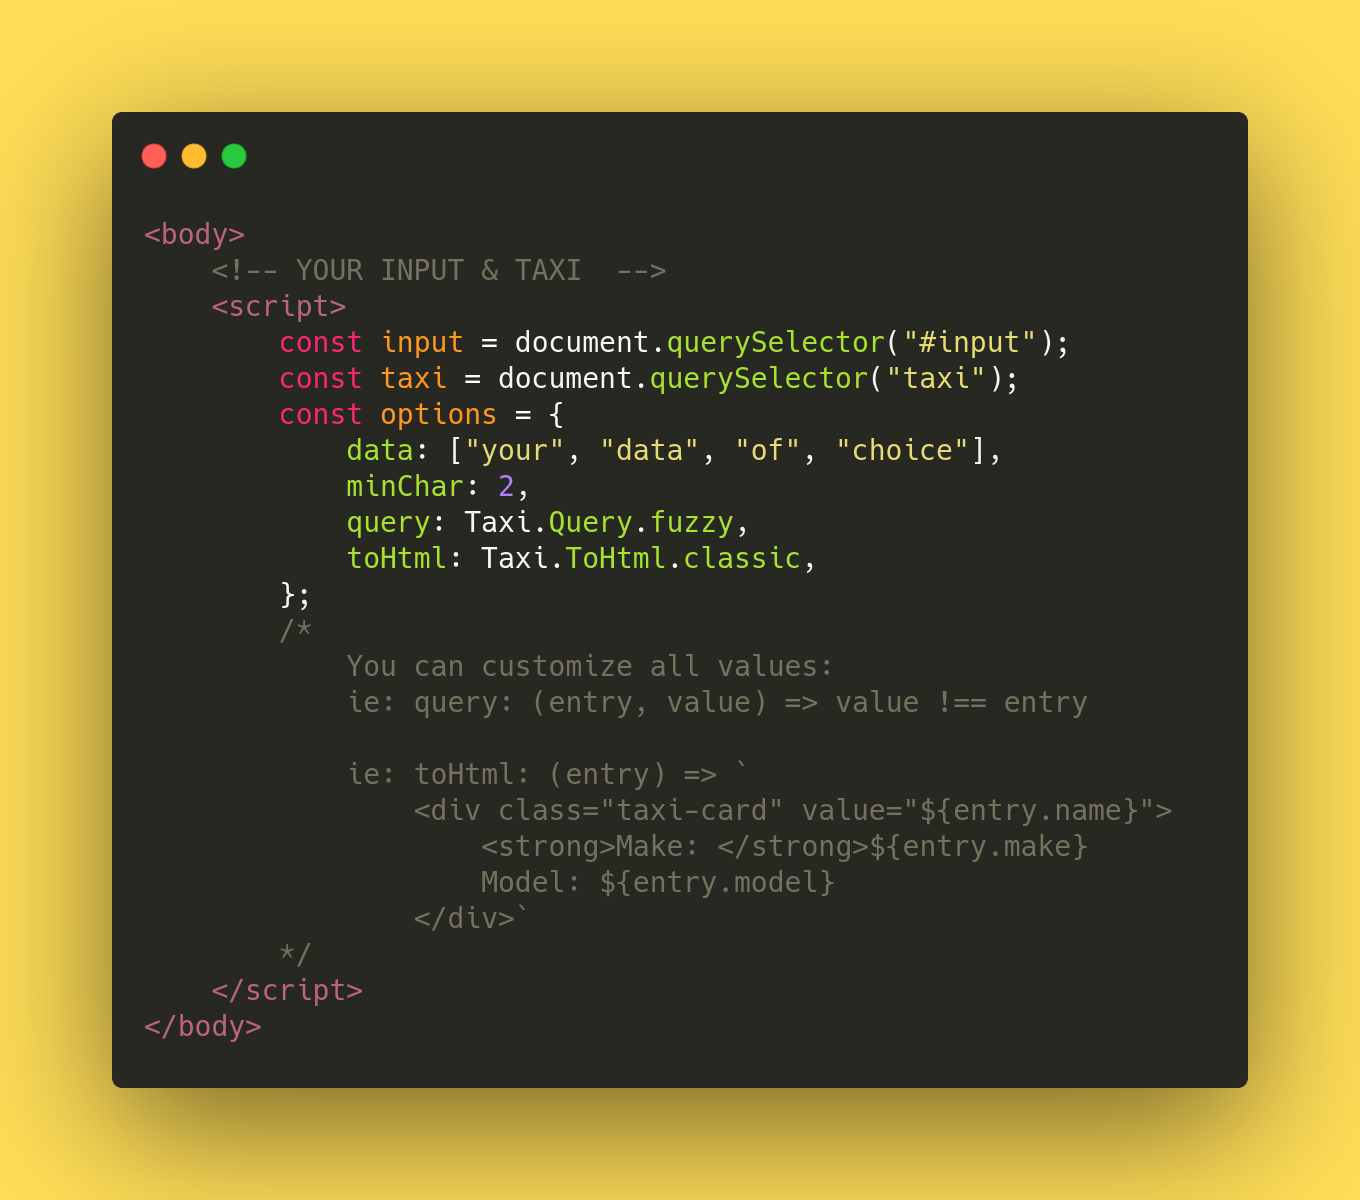 <body>
    <!-- YOUR INPUT & TAXI  -->
    <script>
        const input = document.querySelector("#input");
        const taxi = document.querySelector("taxi");
        const options = {
            data: ["your", "data", "of", "choice"],
            minChar: 2,
            query: Taxi.Query.fuzzy,
            toHtml: Taxi.ToHtml.classic,
        };
        /*
            You can customize all values:
            ie: query: (entry, value) => value !== entry

            ie: toHtml: (entry) => `
                <div class="taxi-card" value="${entry.name}">
                    <strong>Make: </strong>${entry.make}
                    Model: ${entry.model}
                </div>`
        */
    </script>
</body>